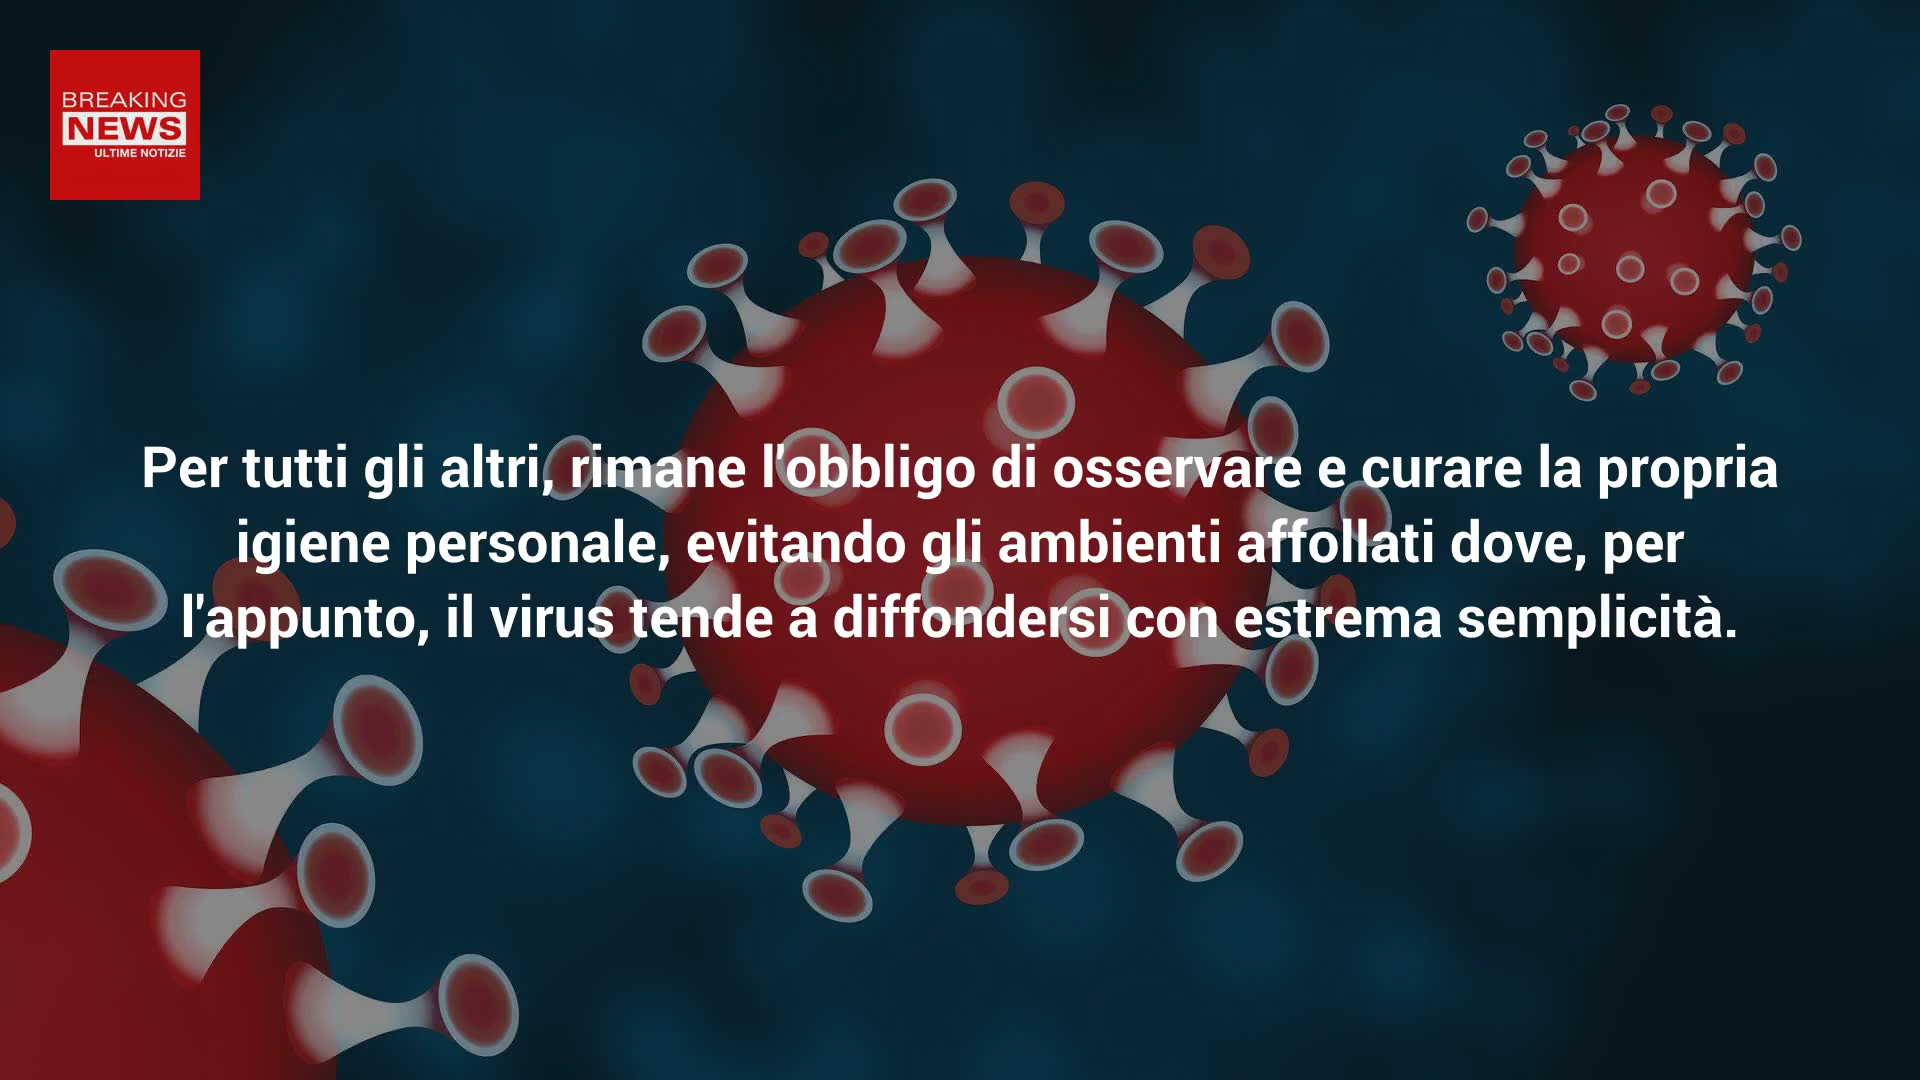 BREAKING
NEWS
ULTIME NOTIZIE
Per tutti gli altri, rimane l'obbligo di osservare e curare la propria
igiene personale, evitando gli ambienti affollati dove, per
l'appunto, il virus tende a diffondersi con estrema semplicità.